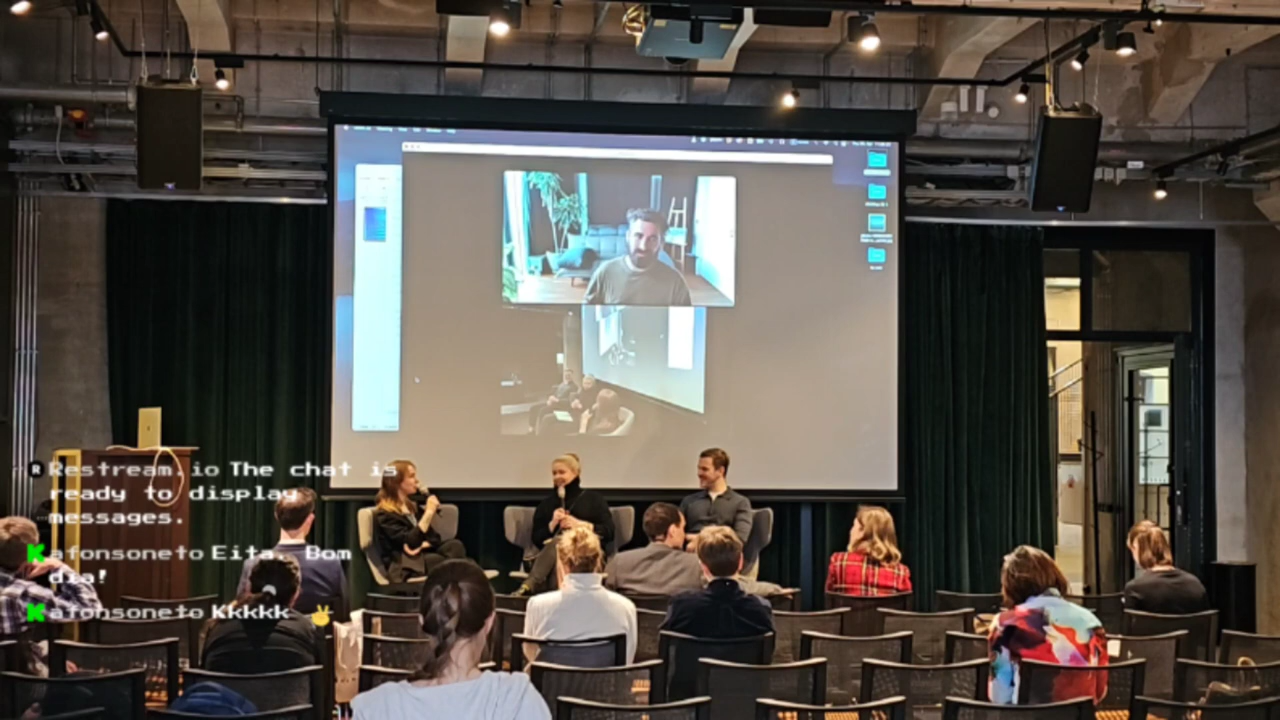 R Restream.io The chat is
ready to display
messages.
K afonsoneto Eita. Bom
dia!
K afonsoneto Kkkkk